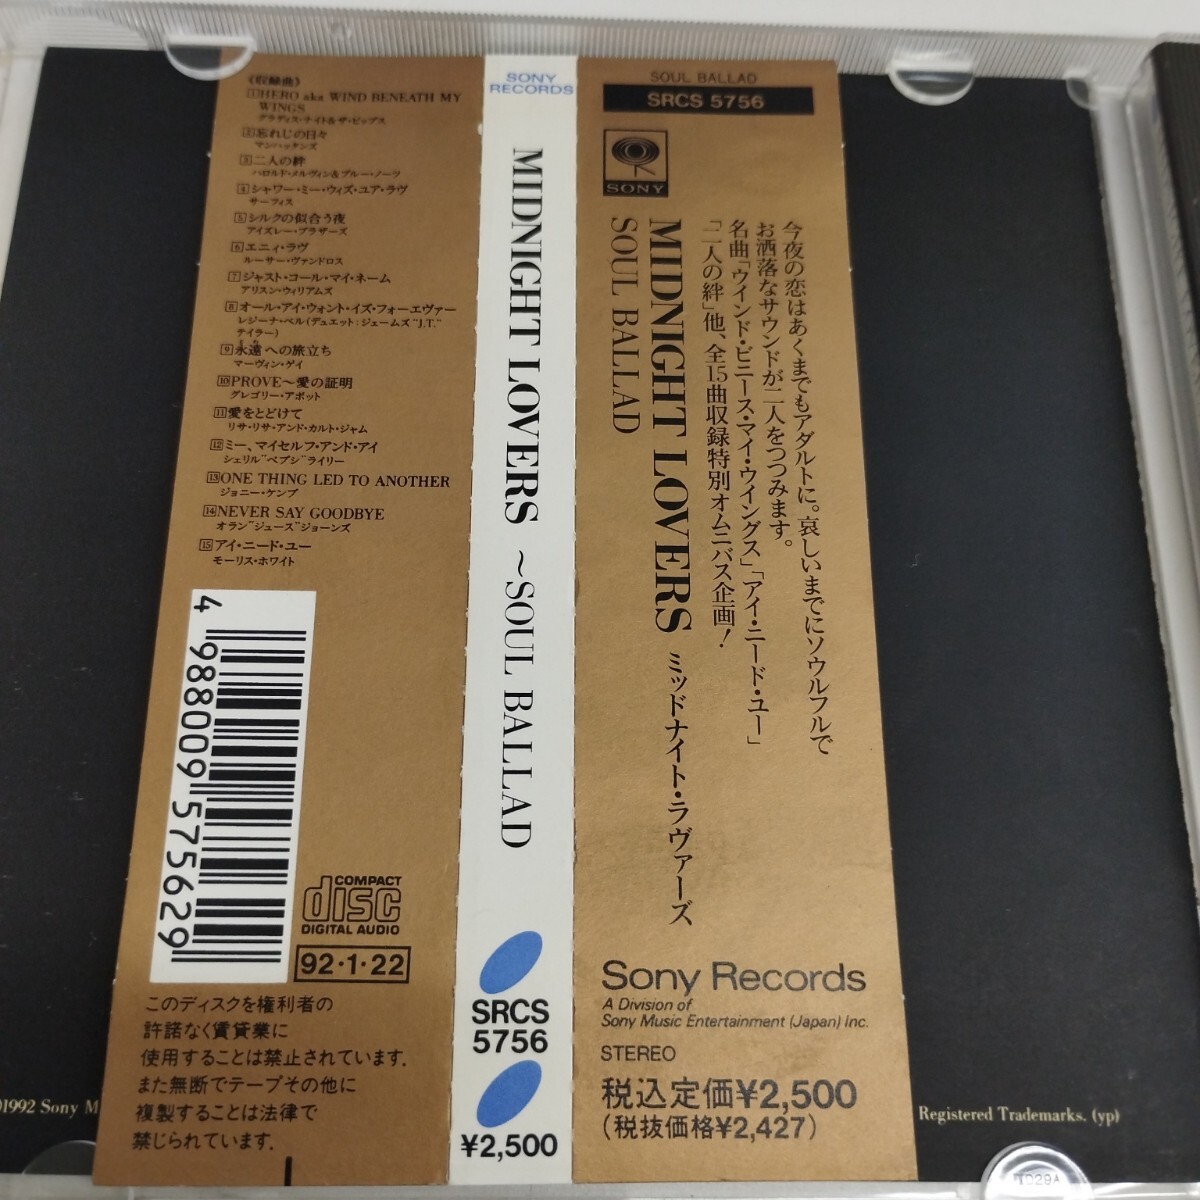 《収録曲》
1 HERO aka WIND BENEATH MY
WINGS
グラディス・ナイト&ザ・ピップス
2 忘れじの日々
マンハッタンズ
3 二人の絆
ハロルド・メルヴィン&ブルー・ノーツ
4 シャワー・ミー・ウィズ・ユア・ラヴ
サーフィス
5 シルクの似合う夜
アイズレー・ブラザーズ
6 エニィ・ラヴ
ルーサー・ヴァンドロス
7 ジャスト・コール・マイ・ネーム
アリスン・ウィリアムズ
8 オール・アイ・ウォント・イズ・フォーエヴァー
レジーナ・ベル(デュエット:ジェームズ"J.T."
テイラー)
9 永遠への旅立ち
マーヴィン・ゲイ
10 PROVE〜愛の証明
グレゴリー・アボット
11 愛をとどけて
リサ・リサ・アンド・カルト・ジャム
12 ミー、マイセルフ・アンド・アイ
シェリル"ペプシ"ライリー
13 ONE THING LED TO ANOTHER
ジョニー・ケンプ
14 NEVER SAY GOODBYE
オラン"ジュース"ジョーンズ
15 アイ・ニード・ユー
モーリス・ホワイト
4 988009 575629
COMPACT
disc
DIGITAL AUDIO
92・1・22
このディスクを権利者の
許諾なく賃貸業に
使用することは禁止されています.
また無断でテープその他に
複製することは法律で
禁じられています.
SONY
RECORDS
MIDNIGHT LOVERS 〜SOUL BALLAD
SRCS
5756
¥2,500
SOUL BALLAD
SRCS 5756
SONY
今夜の恋はあくまでもアダルトに。哀しいまでにソウルフルで
お洒落なサウンドが二人をつつみます。
名曲「ウインド・ビニース・マイ・ウイングス」「アイ・ニード・ユー」
「二人の絆」他、全15曲収録特別オムニバス企画!
MIDNIGHT LOVERS ミッドナイト・ラヴァーズ
SOUL BALLAD
Sony Records
A Division of
Sony Music Entertainment (Japan) Inc.
STEREO
税込定価¥2,500
(税抜価格¥2,427)
1992 Sony M
Registered Trademarks. (yp)